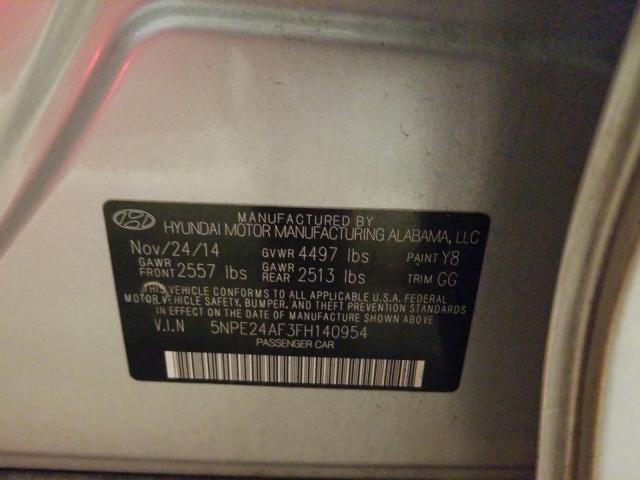 MANUFACTURED BY
HYUNDAI MOTOR MANUFACTURING ALABAMA, LLC
Nov/24/14 GVWR 4497 lbs PAINT Y8
GAWR FRONT 2557 lbs GAWR REAR 2513 lbs TRIM GG
THIS VEHICLE CONFORMS TO ALL APPLICABLE U.S.A. FEDERAL
MOTOR VEHICLE SAFETY, BUMPER, AND THEFT PREVENTION STANDARDS
IN EFFECT ON THE DATE OF MANUFACTURE SHOWN ABOVE.
V.I.N 5NPE24AF3FH140954
PASSENGER CAR